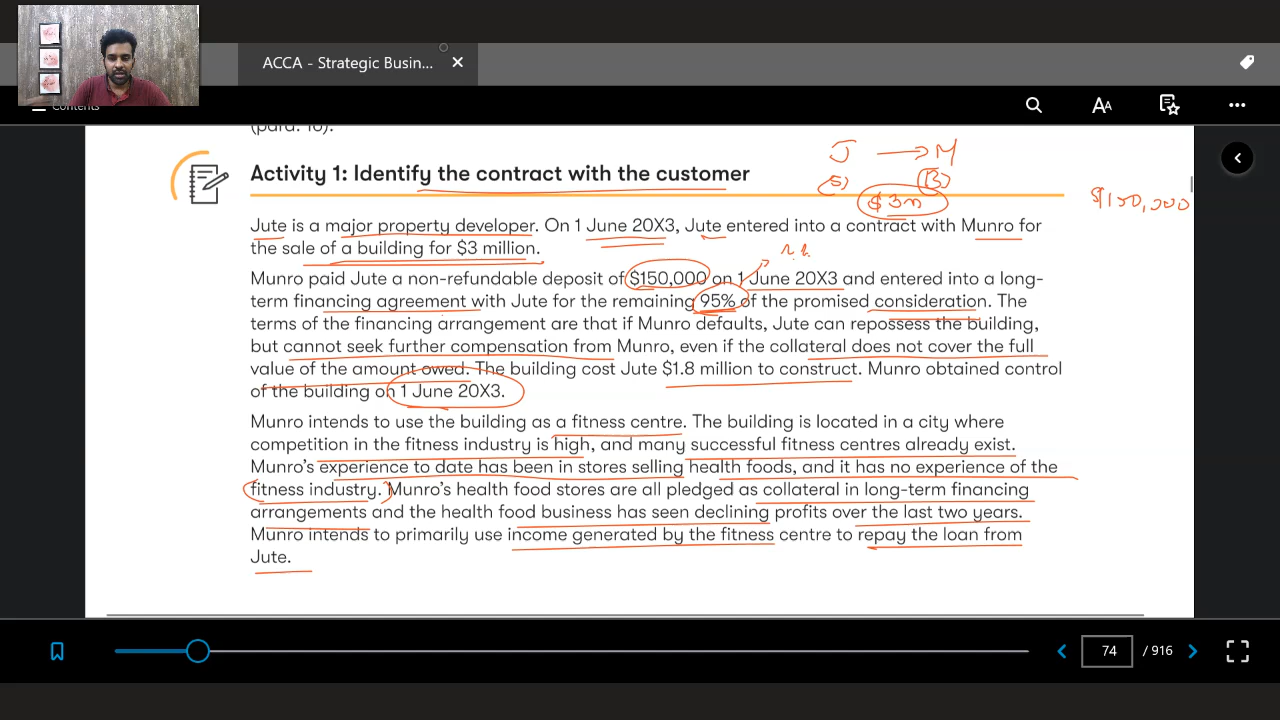 ACCA - Strategic Busin...
Contents
(para. 16).
J → M
(S) (B)
$3m
$150,000
Activity 1: Identify the contract with the customer
Jute is a major property developer. On 1 June 20X3, Jute entered into a contract with Munro for
the sale of a building for $3 million.
Munro paid Jute a non-refundable deposit of $150,000 on 1 June 20X3 and entered into a long-
term financing agreement with Jute for the remaining 95% of the promised consideration. The
terms of the financing arrangement are that if Munro defaults, Jute can repossess the building,
but cannot seek further compensation from Munro, even if the collateral does not cover the full
value of the amount owed. The building cost Jute $1.8 million to construct. Munro obtained control
of the building on 1 June 20X3.
Munro intends to use the building as a fitness centre. The building is located in a city where
competition in the fitness industry is high, and many successful fitness centres already exist.
Munro's experience to date has been in stores selling health foods, and it has no experience of the
fitness industry. Munro's health food stores are all pledged as collateral in long-term financing
arrangements and the health food business has seen declining profits over the last two years.
Munro intends to primarily use income generated by the fitness centre to repay the loan from
Jute.
74 / 916